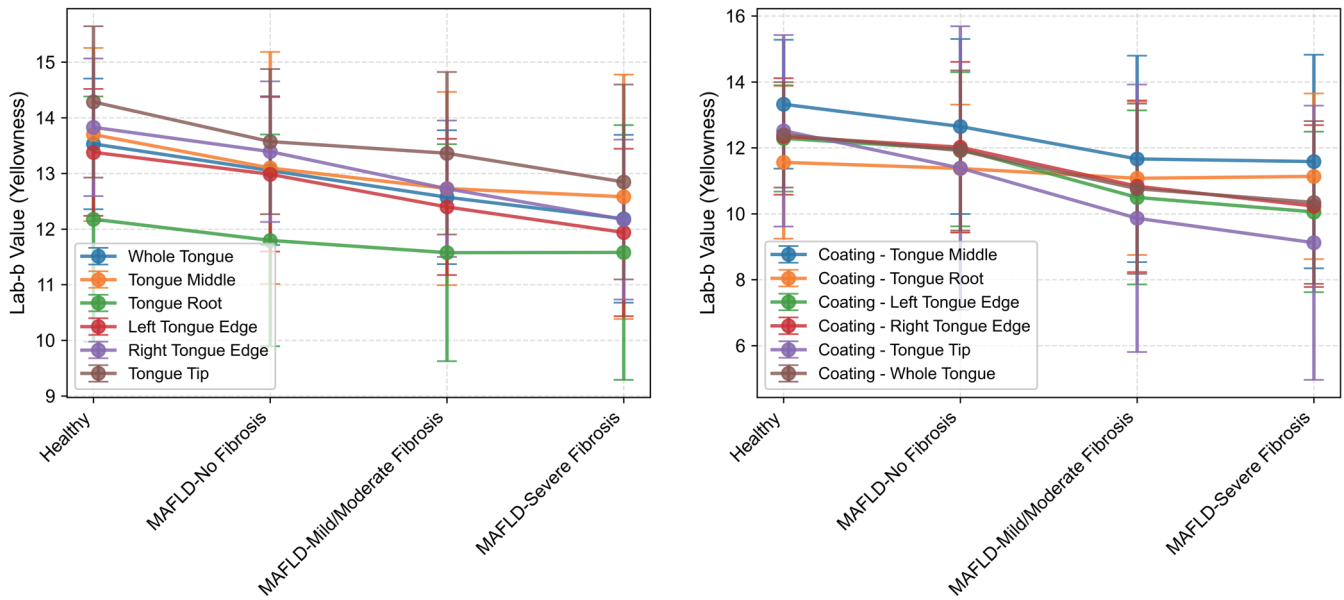 Lab-b Value (Yellowness)
15
14
13
12
11
10
9
Whole Tongue
Tongue Middle
Tongue Root
Left Tongue Edge
Right Tongue Edge
Tongue Tip
Healthy
MAFLD-No Fibrosis
MAFLD-Mild/Moderate Fibrosis
MAFLD-Severe Fibrosis
Lab-b Value (Yellowness)
16
14
12
10
8
6
Coating - Tongue Middle
Coating - Tongue Root
Coating - Left Tongue Edge
Coating - Right Tongue Edge
Coating - Tongue Tip
Coating - Whole Tongue
Healthy
MAFLD-No Fibrosis
MAFLD-Mild/Moderate Fibrosis
MAFLD-Severe Fibrosis